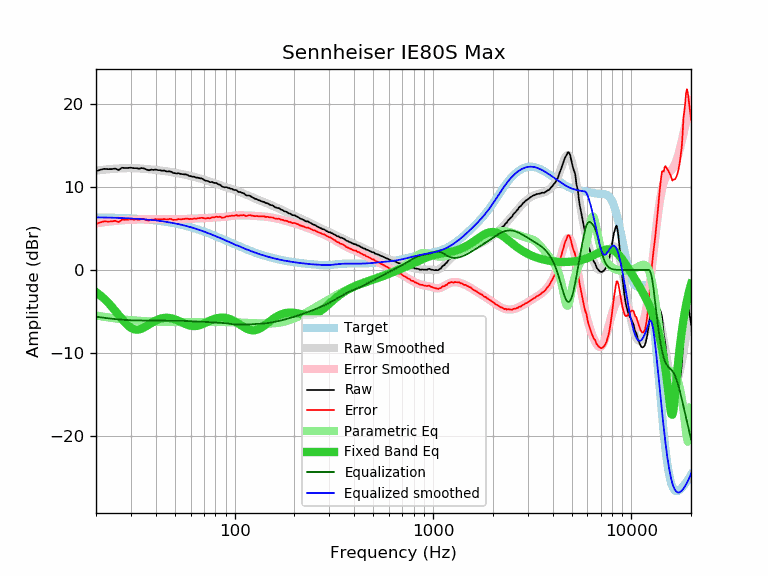 Sennheiser IE80S Max
20
10
0
−10
−20
Amplitude (dBr)
Target
Raw Smoothed
Error Smoothed
Raw
Error
Parametric Eq
Fixed Band Eq
Equalization
Equalized smoothed
100
1000
10000
Frequency (Hz)